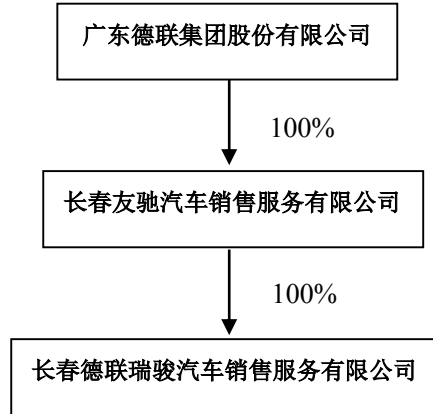 广东德联集团股份有限公司
100%
长春友驰汽车销售服务有限公司
100%
长春德联瑞骏汽车销售服务有限公司